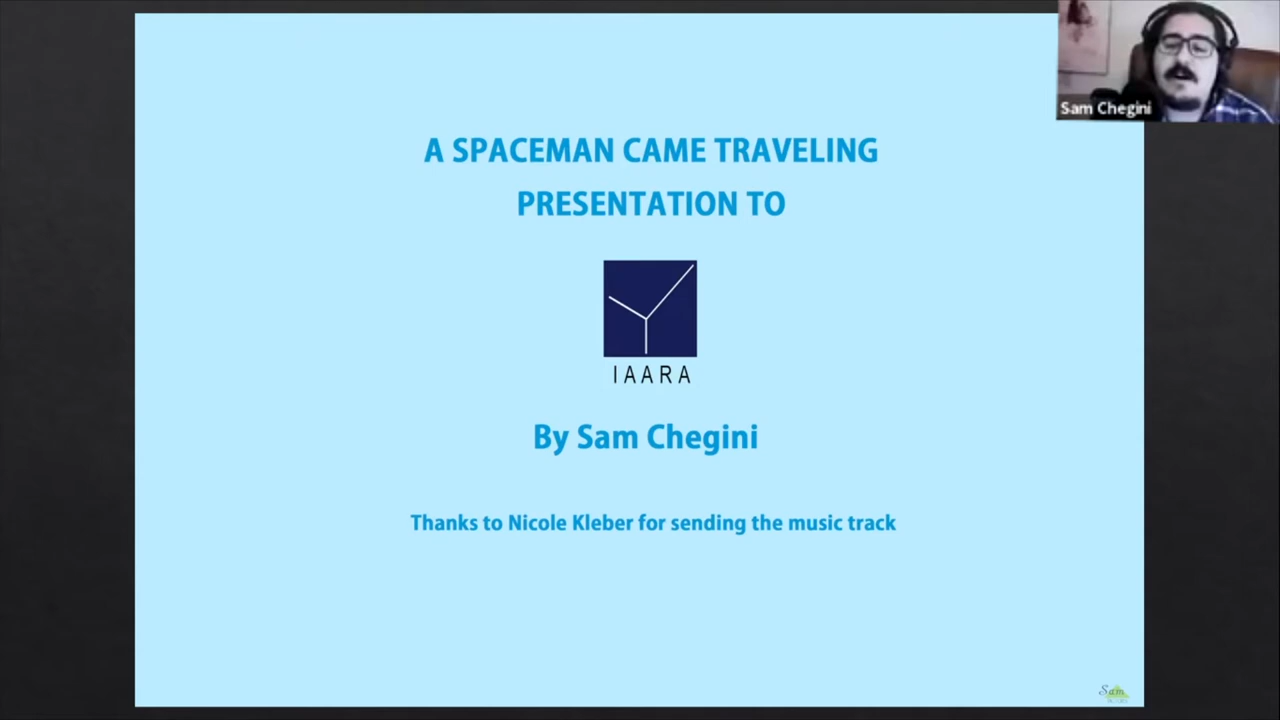 Sam Chegini
A SPACEMAN CAME TRAVELING
PRESENTATION TO
IAARA
By Sam Chegini
Thanks to Nicole Kleber for sending the music track
Sam